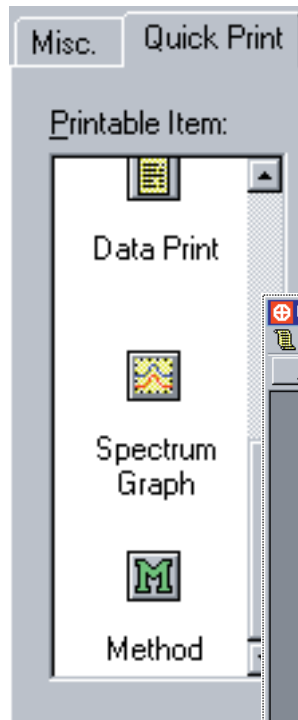 Misc. Quick Print
Printable Item:
Data Print
Spectrum
Graph
Method